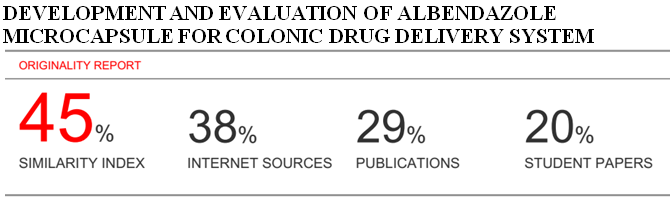 DEVELOPMENT AND EVALUATION OF ALBENDAZOLE
MICROCAPSULE FOR COLONIC DRUG DELIVERY SYSTEM
ORIGINALITY REPORT
45% 38% 29% 20%
SIMILARITY INDEX INTERNET SOURCES PUBLICATIONS STUDENT PAPERS